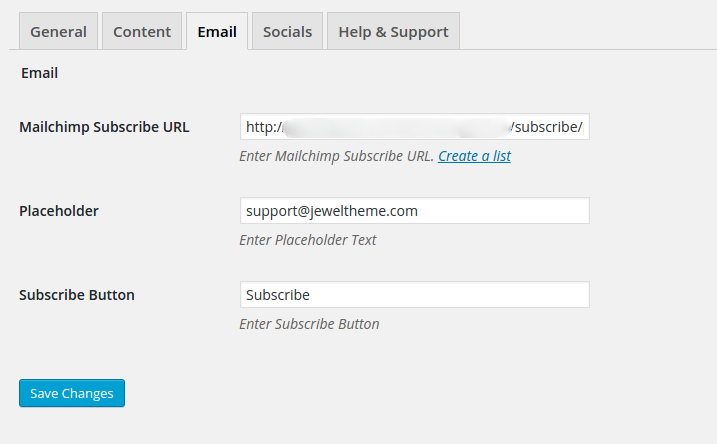 General Content Email Socials Help & Support
Email
Mailchimp Subscribe URL http:/ /subscribe/
Enter Mailchimp Subscribe URL. Create a list
Placeholder support@jeweltheme.com
Enter Placeholder Text
Subscribe Button Subscribe
Enter Subscribe Button
Save Changes